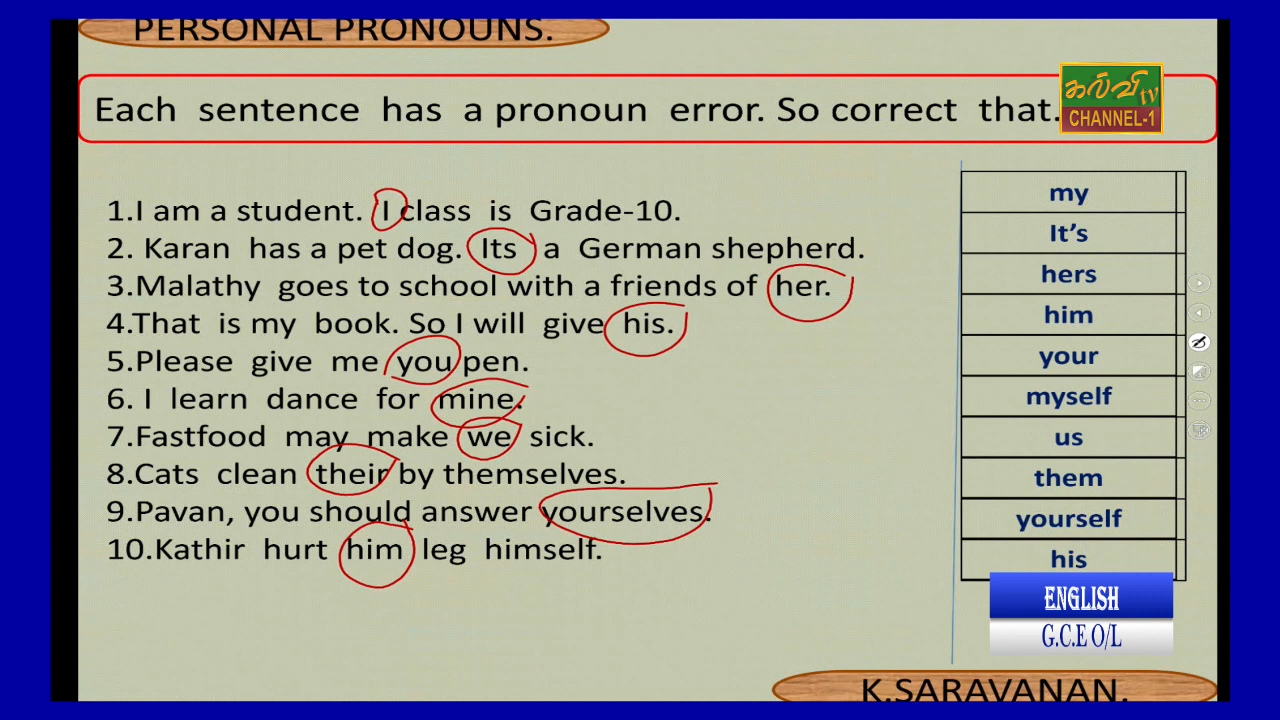 PERSONAL PRONOUNS.
Each sentence has a pronoun error. So correct that.
கல்வி tv
CHANNEL-1
1.I am a student. I class is Grade-10.
2. Karan has a pet dog. Its a German shepherd.
3.Malathy goes to school with a friends of her.
4.That is my book. So I will give his.
5.Please give me you pen.
6. I learn dance for mine.
7.Fastfood may make we sick.
8.Cats clean their by themselves.
9.Pavan, you should answer yourselves.
10.Kathir hurt him leg himself.
my
It's
hers
him
your
myself
us
them
yourself
his
ENGLISH
G.C.E O/L
K.SARAVANAN.